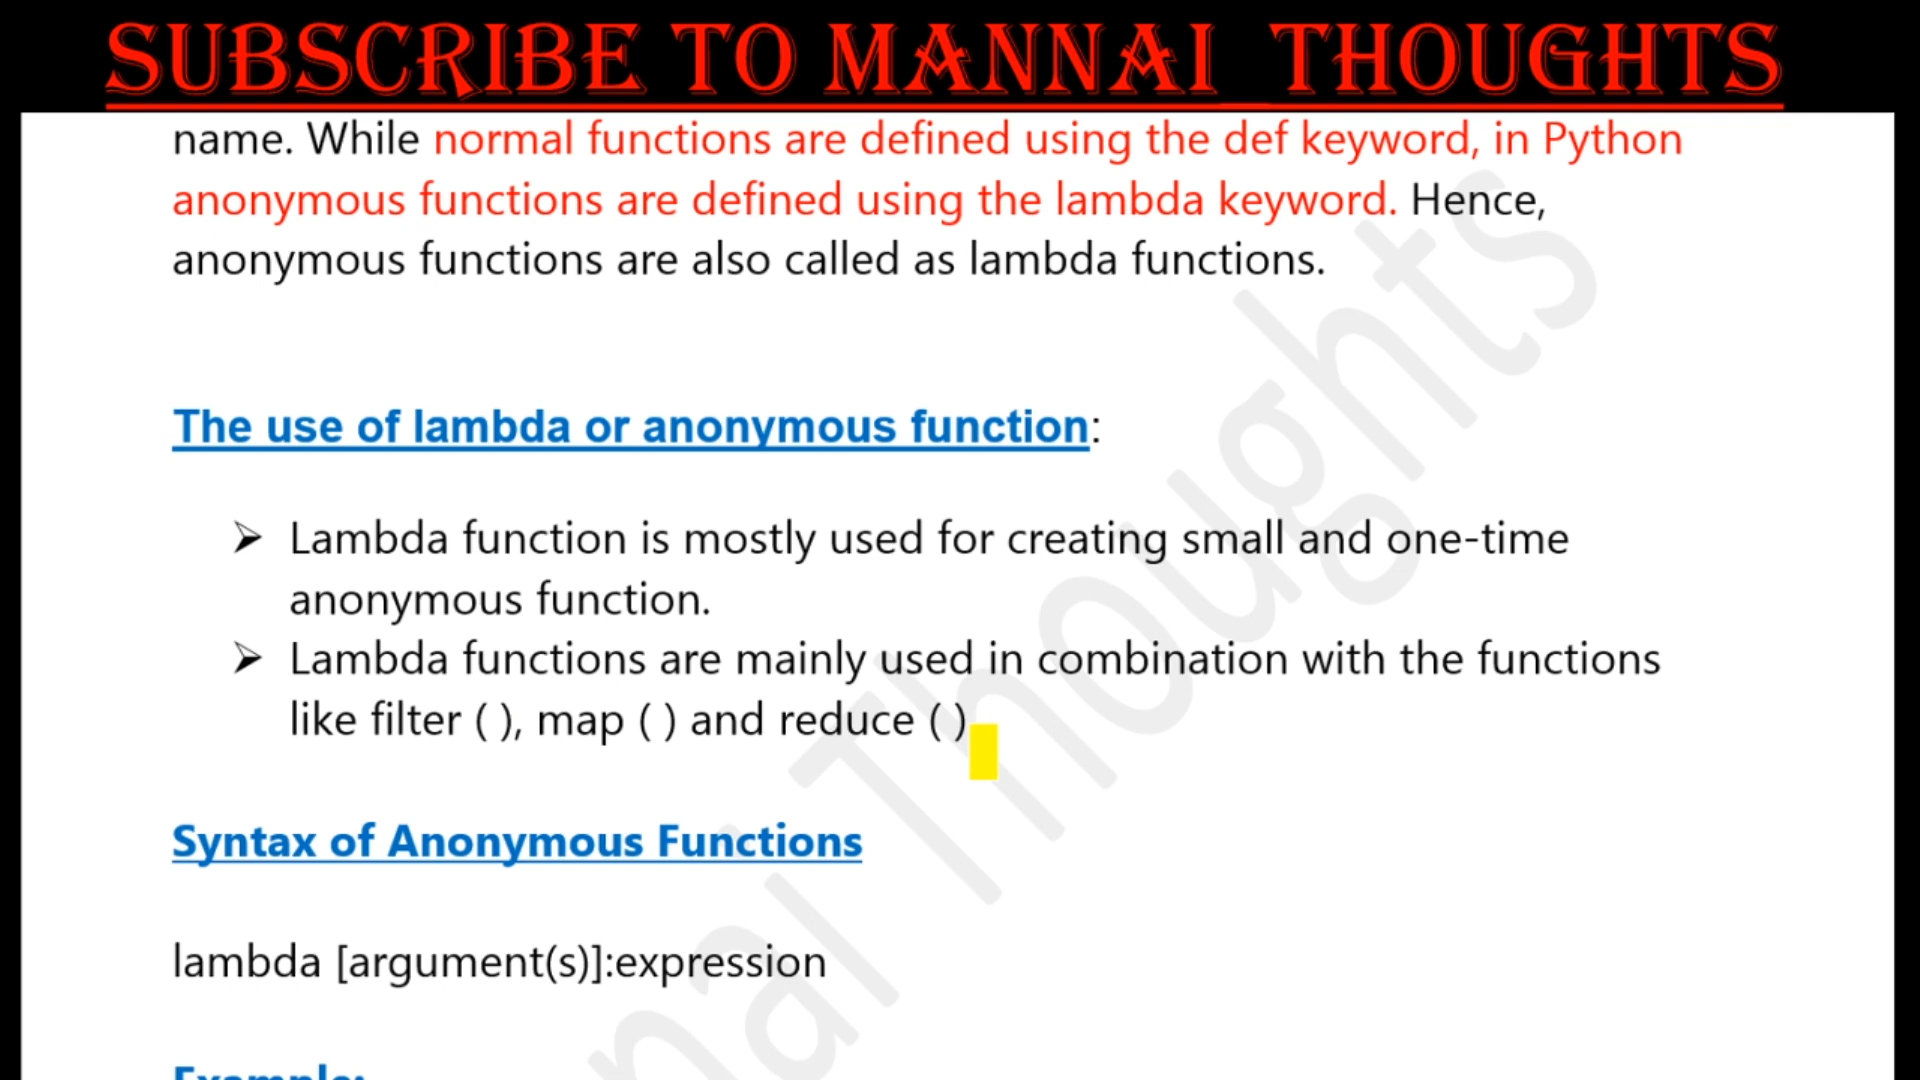 SUBSCRIBE TO MANNAI THOUGHTS
name. While normal functions are defined using the def keyword, in Python
anonymous functions are defined using the lambda keyword. Hence,
anonymous functions are also called as lambda functions.
The use of lambda or anonymous function:
➢ Lambda function is mostly used for creating small and one-time
anonymous function.
➢ Lambda functions are mainly used in combination with the functions
like filter ( ), map ( ) and reduce ( )
Syntax of Anonymous Functions
lambda [argument(s)]:expression
Example:
nai Thoughts